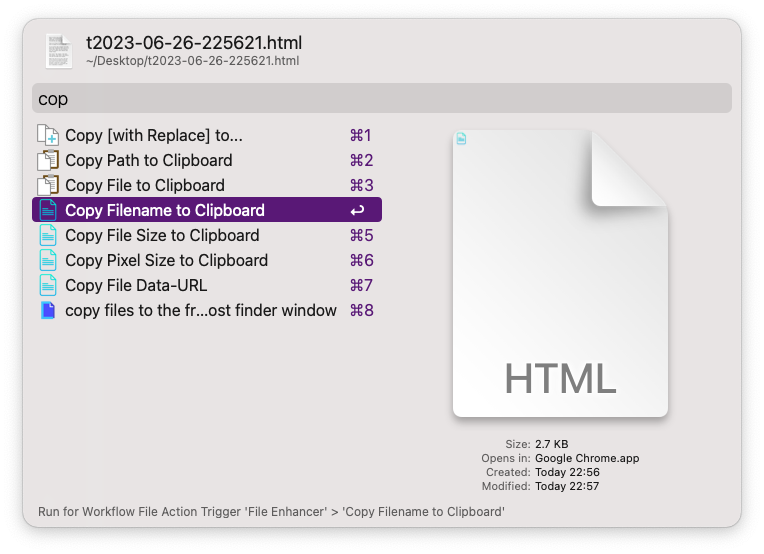 t2023-06-26-225621.html
~/Desktop/t2023-06-26-225621.html
cop
Copy [with Replace] to... ⌘1
Copy Path to Clipboard ⌘2
Copy File to Clipboard ⌘3
Copy Filename to Clipboard ↩
Copy File Size to Clipboard ⌘5
Copy Pixel Size to Clipboard ⌘6
Copy File Data-URL ⌘7
copy files to the fr...ost finder window ⌘8
HTML
Size: 2.7 KB
Opens in: Google Chrome.app
Created: Today 22:56
Modified: Today 22:57
Run for Workflow File Action Trigger 'File Enhancer' > 'Copy Filename to Clipboard'